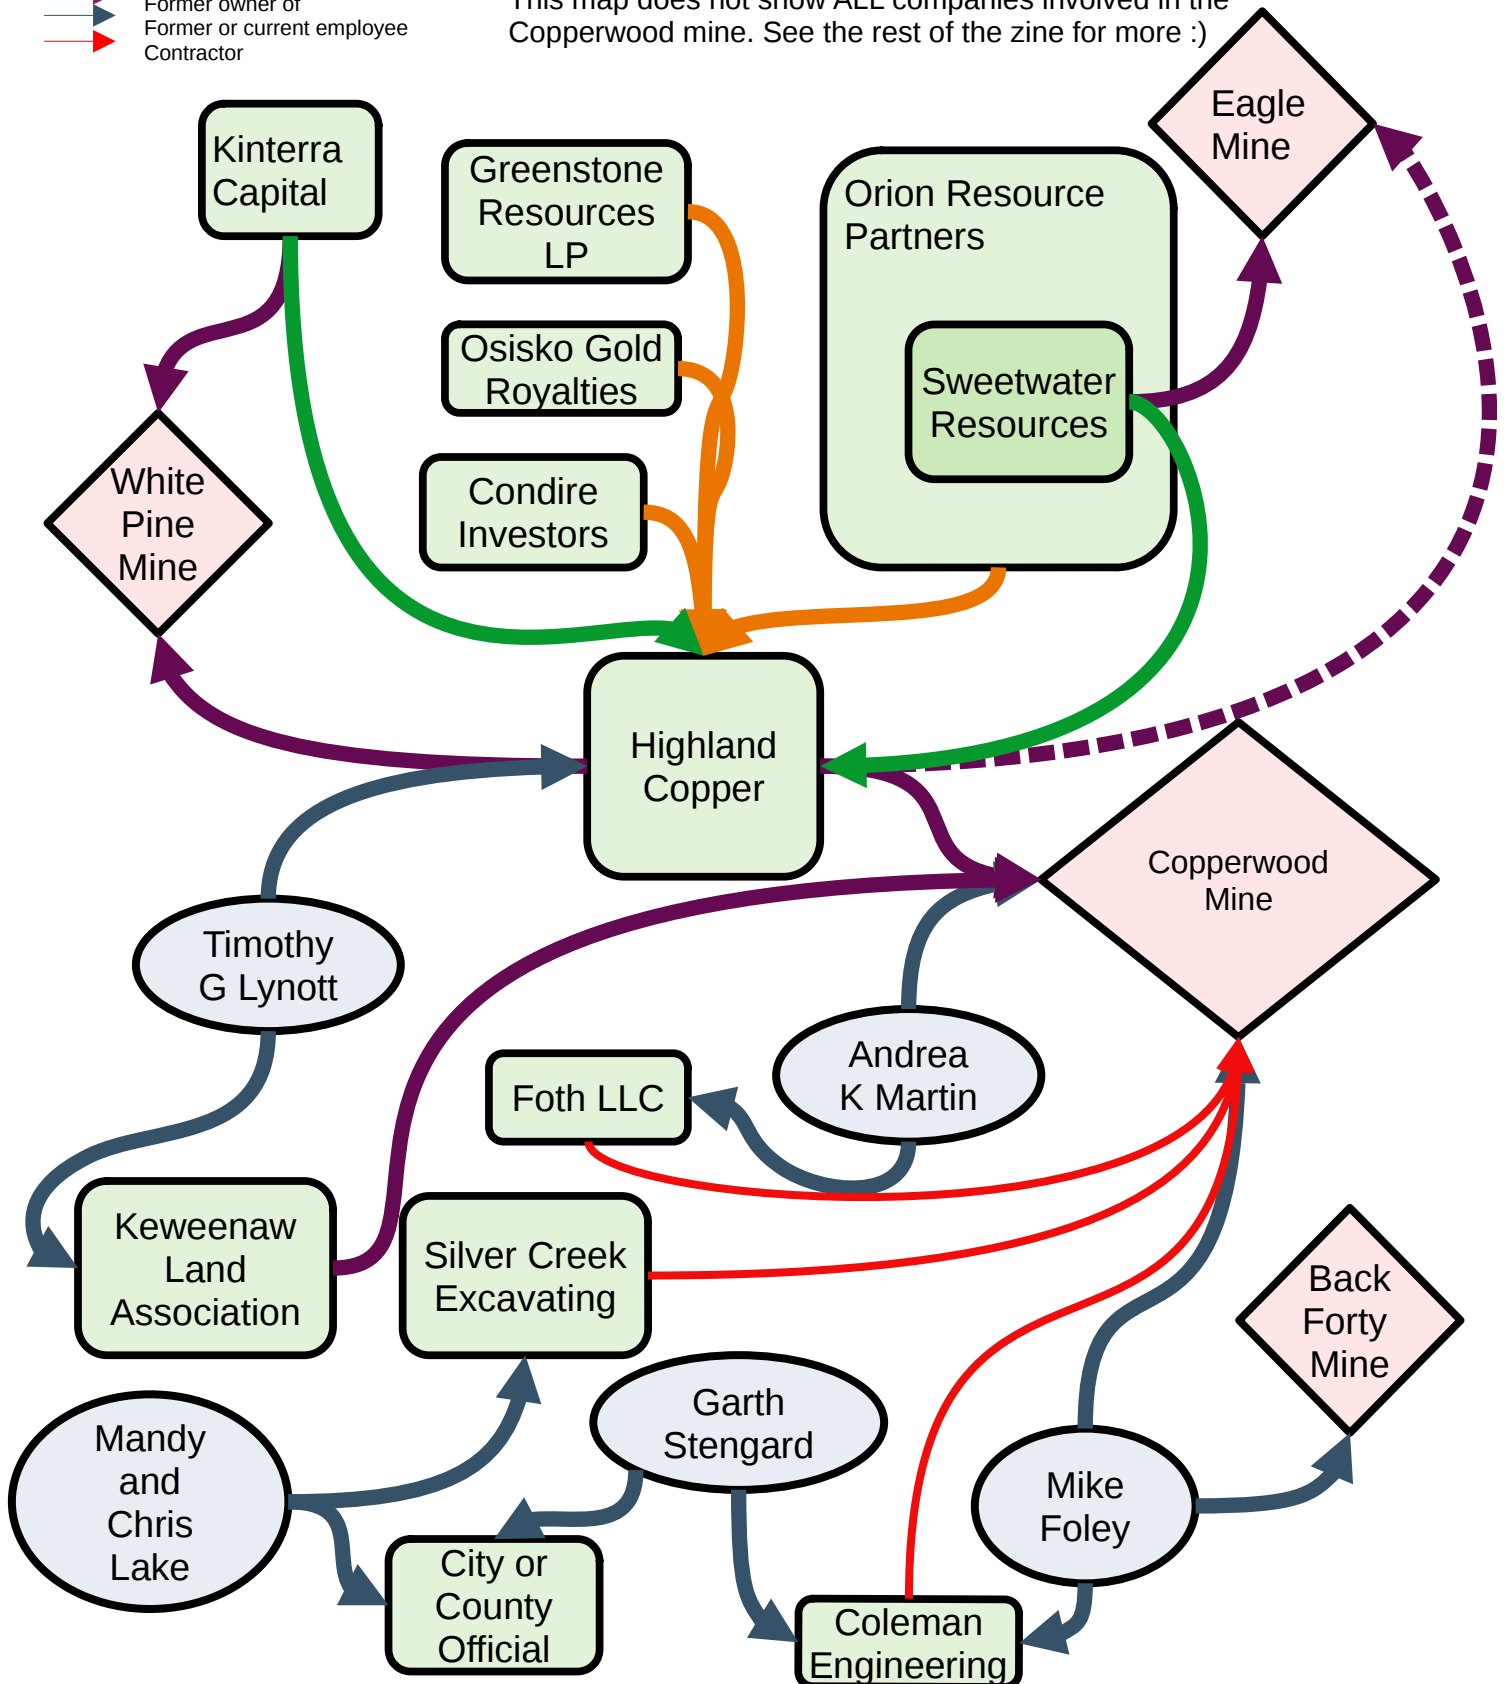 Former owner of
Former or current employee
Contractor
This map does not show ALL companies involved in the
Copperwood mine. See the rest of the zine for more :)
Eagle
Mine
Kinterra
Capital
Greenstone
Resources
LP
Orion Resource
Partners
Osisko Gold
Royalties
Sweetwater
Resources
Condire
Investors
White
Pine
Mine
Highland
Copper
Copperwood
Mine
Timothy
G Lynott
Andrea
K Martin
Foth LLC
Keweenaw
Land
Association
Silver Creek
Excavating
Back
Forty
Mine
Mandy
and
Chris
Lake
Garth
Stengard
Mike
Foley
City or
County
Official
Coleman
Engineering